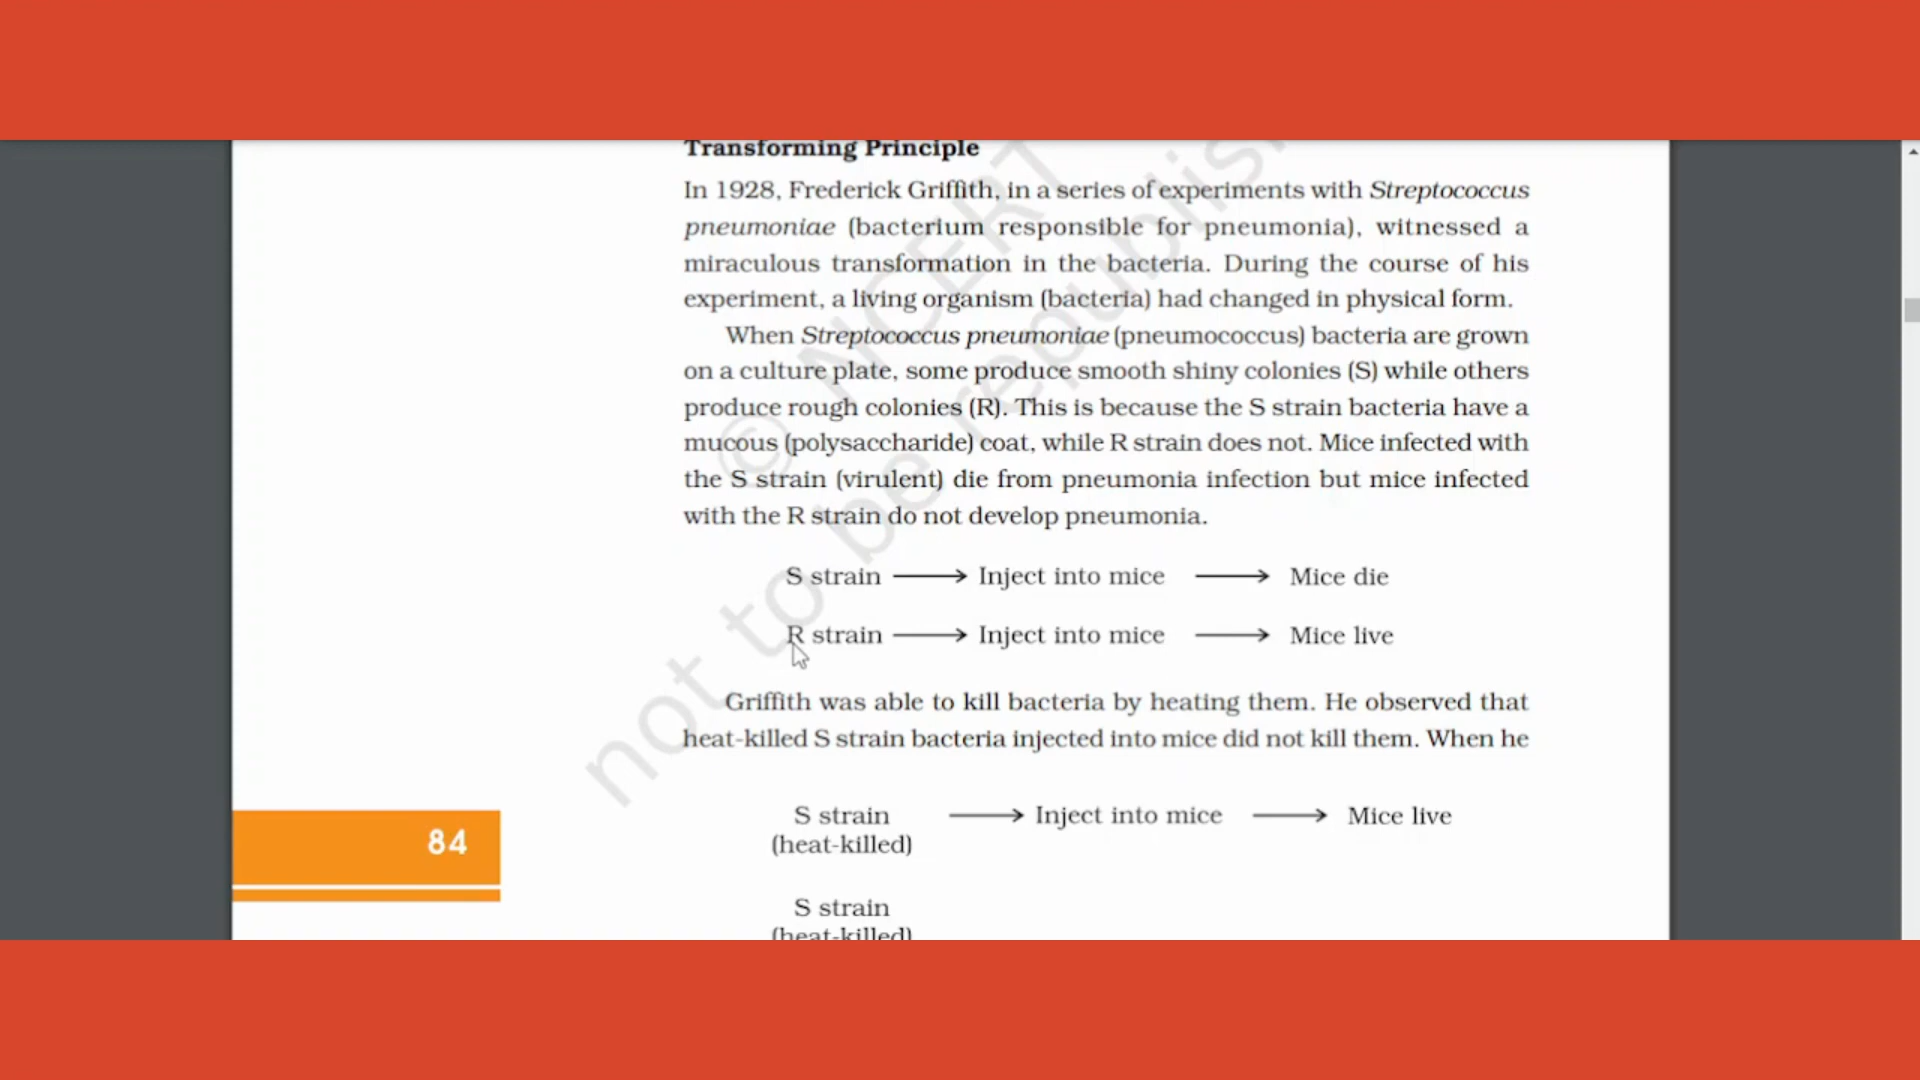 Transforming Principle
In 1928, Frederick Griffith, in a series of experiments with Streptococcus
pneumoniae (bacterium responsible for pneumonia), witnessed a
miraculous transformation in the bacteria. During the course of his
experiment, a living organism (bacteria) had changed in physical form.
When Streptococcus pneumoniae (pneumococcus) bacteria are grown
on a culture plate, some produce smooth shiny colonies (S) while others
produce rough colonies (R). This is because the S strain bacteria have a
mucous (polysaccharide) coat, while R strain does not. Mice infected with
the S strain (virulent) die from pneumonia infection but mice infected
with the R strain do not develop pneumonia.
S strain ⟶ Inject into mice ⟶ Mice die
R strain ⟶ Inject into mice ⟶ Mice live
Griffith was able to kill bacteria by heating them. He observed that
heat-killed S strain bacteria injected into mice did not kill them. When he
S strain ⟶ Inject into mice ⟶ Mice live
(heat-killed)
84
S strain
(heat-killed)
© NCERT
not to be republish